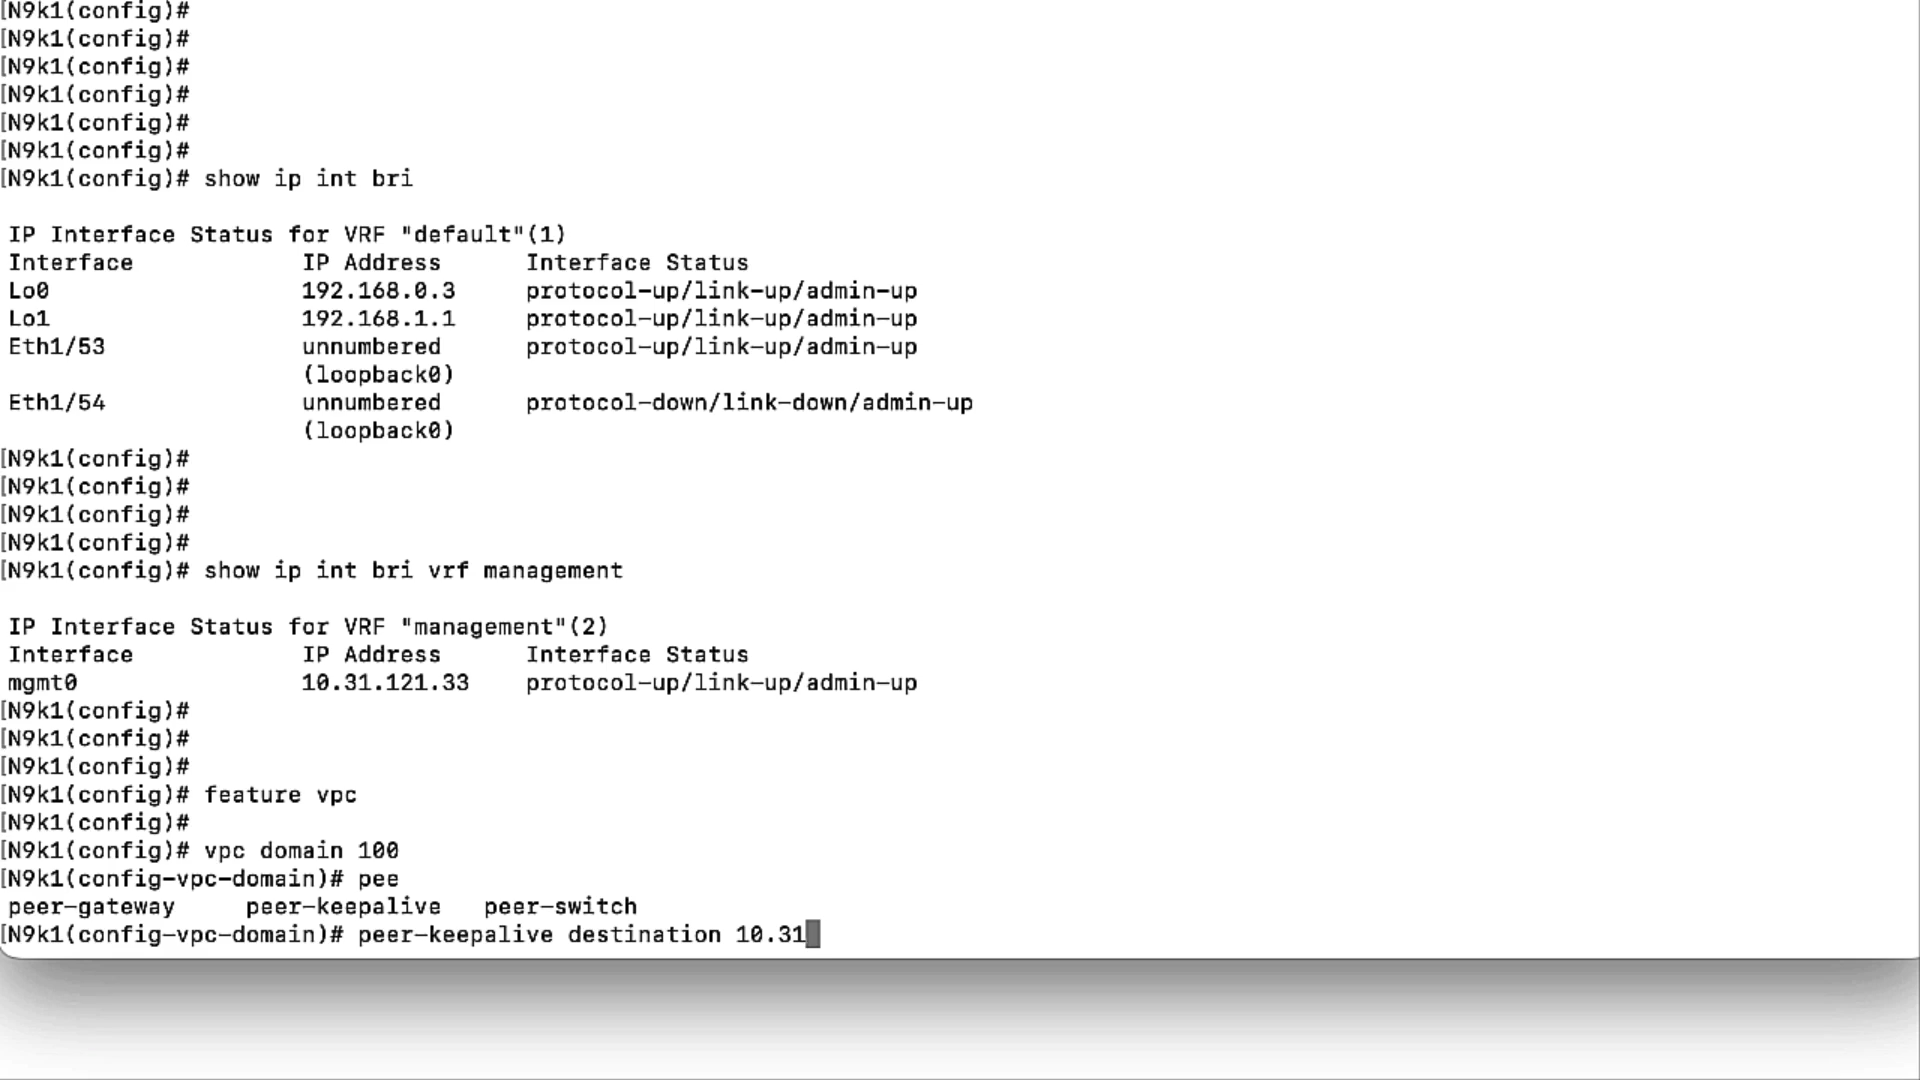 [N9k1(config)#
[N9k1(config)#
[N9k1(config)#
[N9k1(config)#
[N9k1(config)#
[N9k1(config)#
[N9k1(config)# show ip int bri
IP Interface Status for VRF "default"(1)
Interface IP Address Interface Status
Lo0 192.168.0.3 protocol-up/link-up/admin-up
Lo1 192.168.1.1 protocol-up/link-up/admin-up
Eth1/53 unnumbered protocol-up/link-up/admin-up
(loopback0)
Eth1/54 unnumbered protocol-down/link-down/admin-up
(loopback0)
[N9k1(config)#
[N9k1(config)#
[N9k1(config)#
[N9k1(config)#
[N9k1(config)# show ip int bri vrf management
IP Interface Status for VRF "management"(2)
Interface IP Address Interface Status
mgmt0 10.31.121.33 protocol-up/link-up/admin-up
[N9k1(config)#
[N9k1(config)#
[N9k1(config)#
[N9k1(config)# feature vpc
[N9k1(config)#
[N9k1(config)# vpc domain 100
[N9k1(config-vpc-domain)# pee
peer-gateway peer-keepalive peer-switch
[N9k1(config-vpc-domain)# peer-keepalive destination 10.31